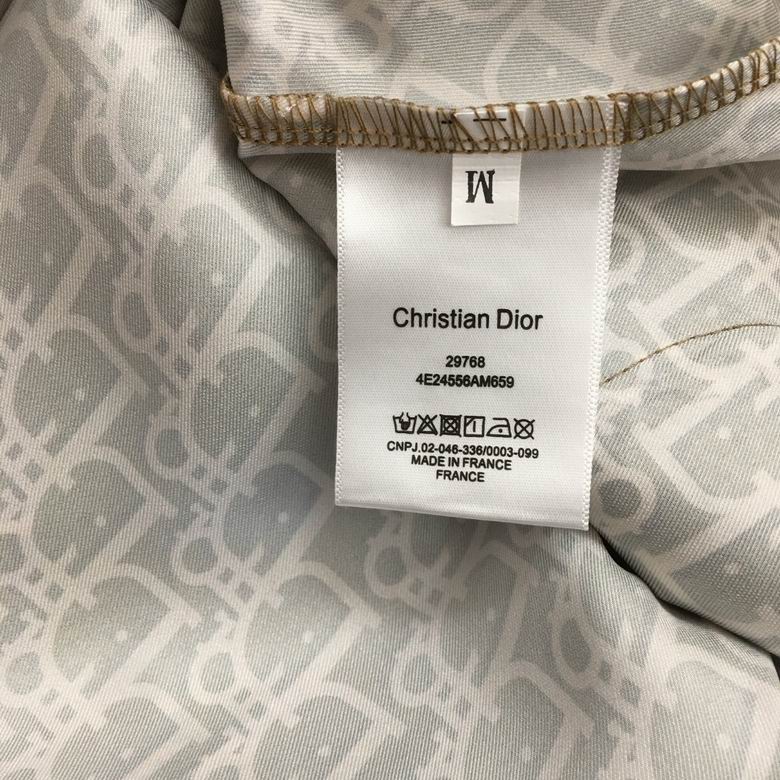 M
Christian Dior
29768
4E24556AM659
CNPJ.02-046-336/0003-099
MADE IN FRANCE
FRANCE